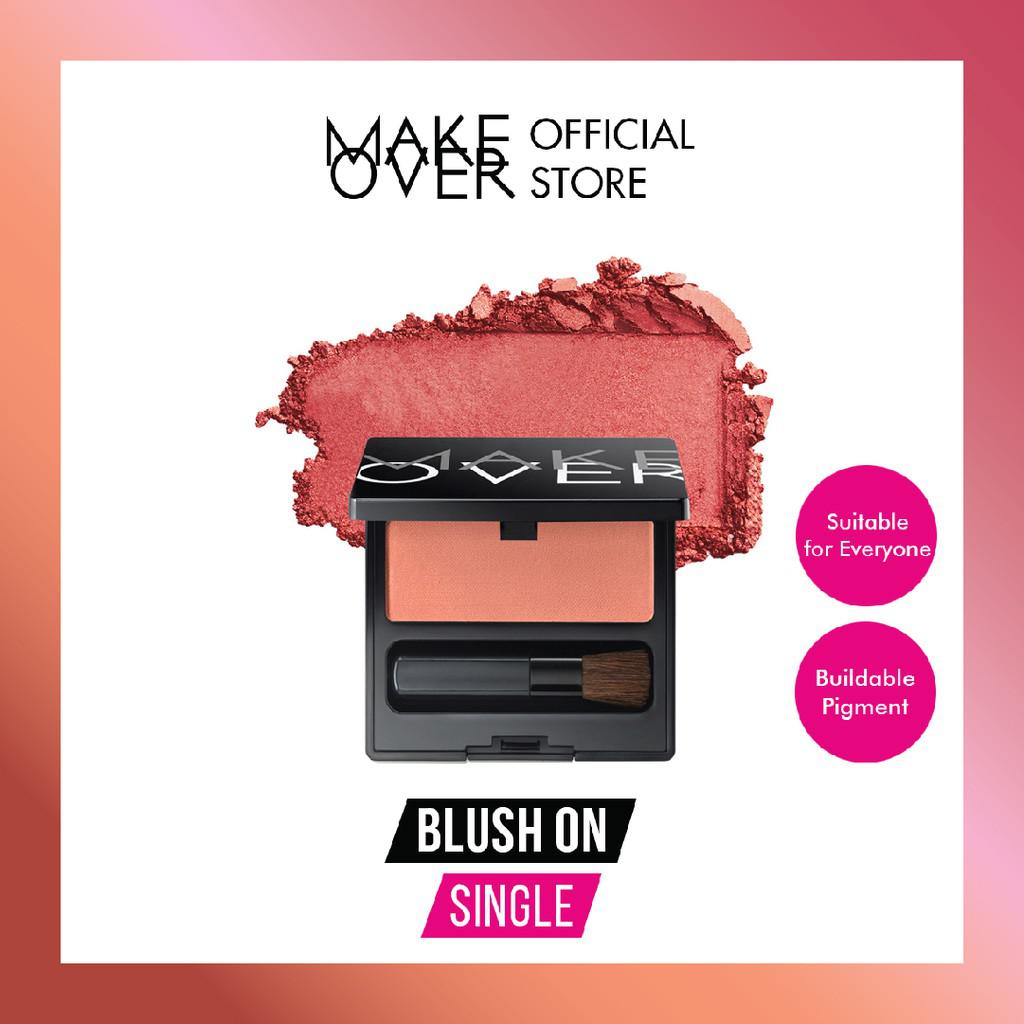 MAKE OVER OFFICIAL STORE
MAKE
OVER
Suitable
for Everyone
Buildable
Pigment
BLUSH ON
SINGLE